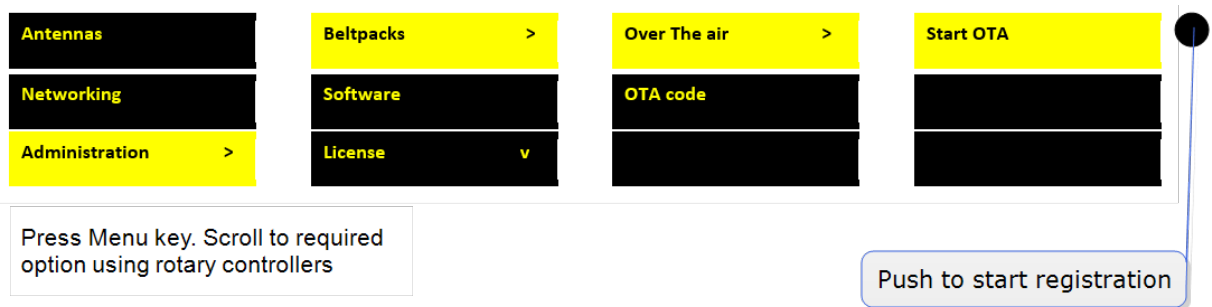 Antennas
Beltpacks >
Over The air >
Start OTA
Networking
Software
OTA code
Administration >
License v
Press Menu key. Scroll to required
option using rotary controllers
Push to start registration